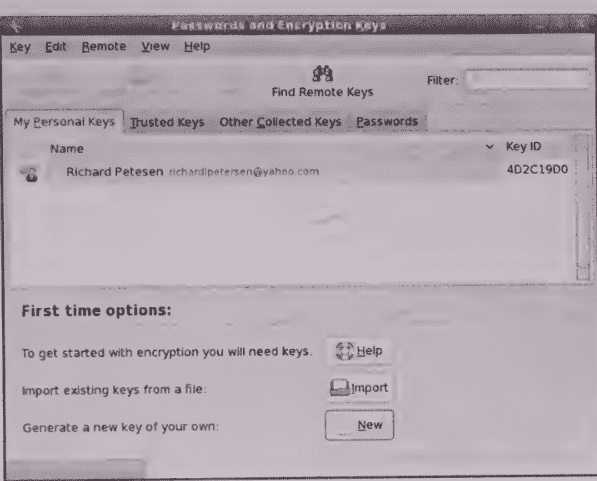 Passwords and Encryption Keys
Key Edit Remote View Help
Find Remote Keys
Filter:
My Personal Keys Trusted Keys Other Collected Keys Passwords
Name Key ID
Richard Petesen richardlpetersen@yahoo.com 4D2C19D0
First time options:
To get started with encryption you will need keys. Help
Import existing keys from a file: Import
Generate a new key of your own: New